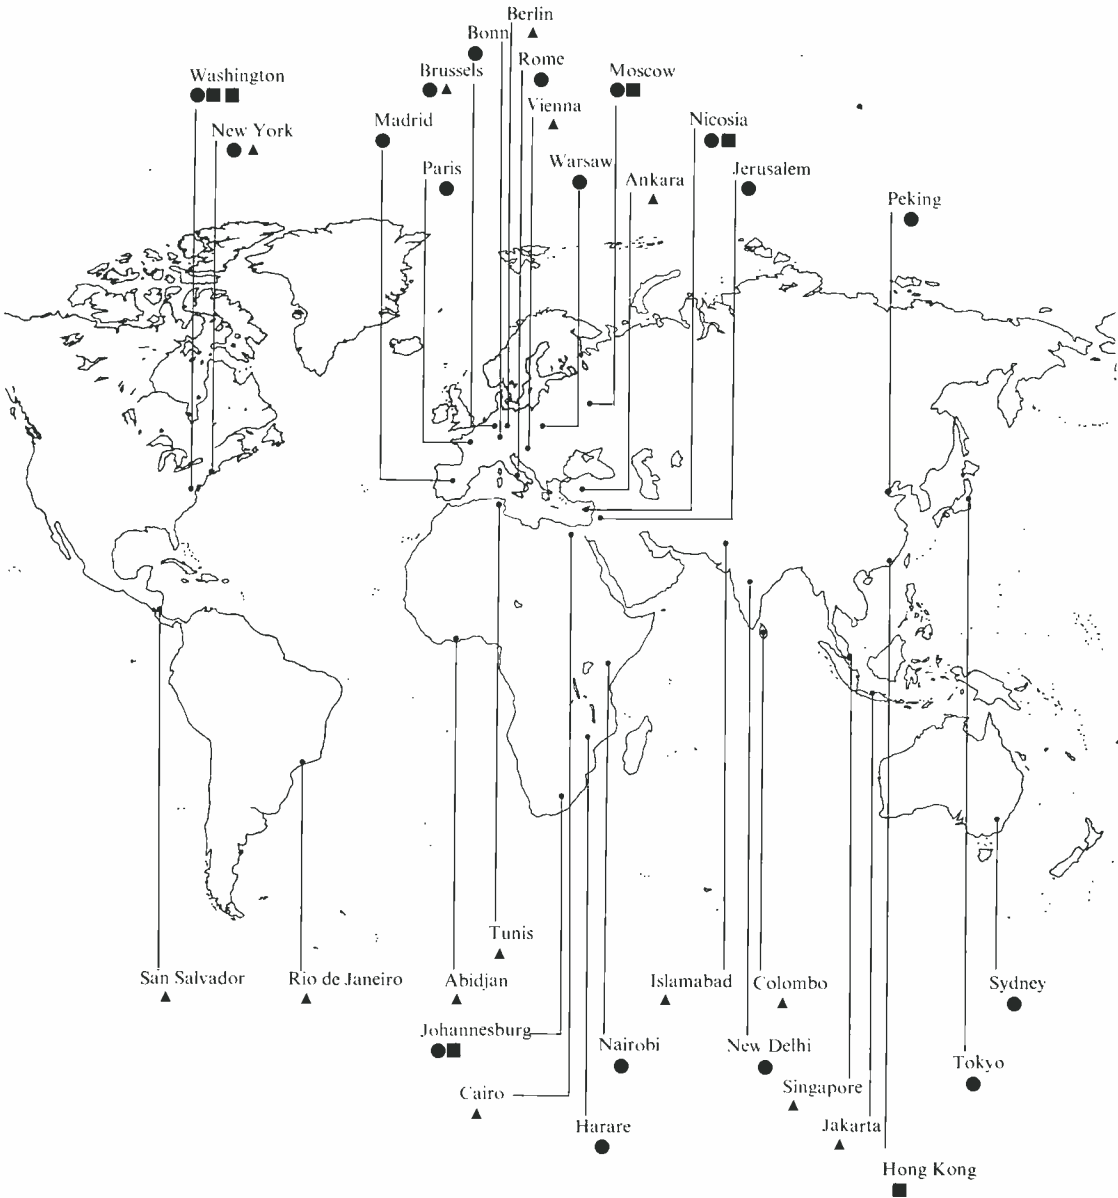 Berlin
Bonn
Rome
Brussels
Moscow
Washington
Vienna
Madrid
Nicosia
New York
Paris
Warsaw
Jerusalem
Ankara
Peking
Tunis
San Salvador
Rio de Janeiro
Abidjan
Islamabad
Colombo
Sydney
Johannesburg
Nairobi
New Delhi
Tokyo
Cairo
Singapore
Harare
Jakarta
Hong Kong